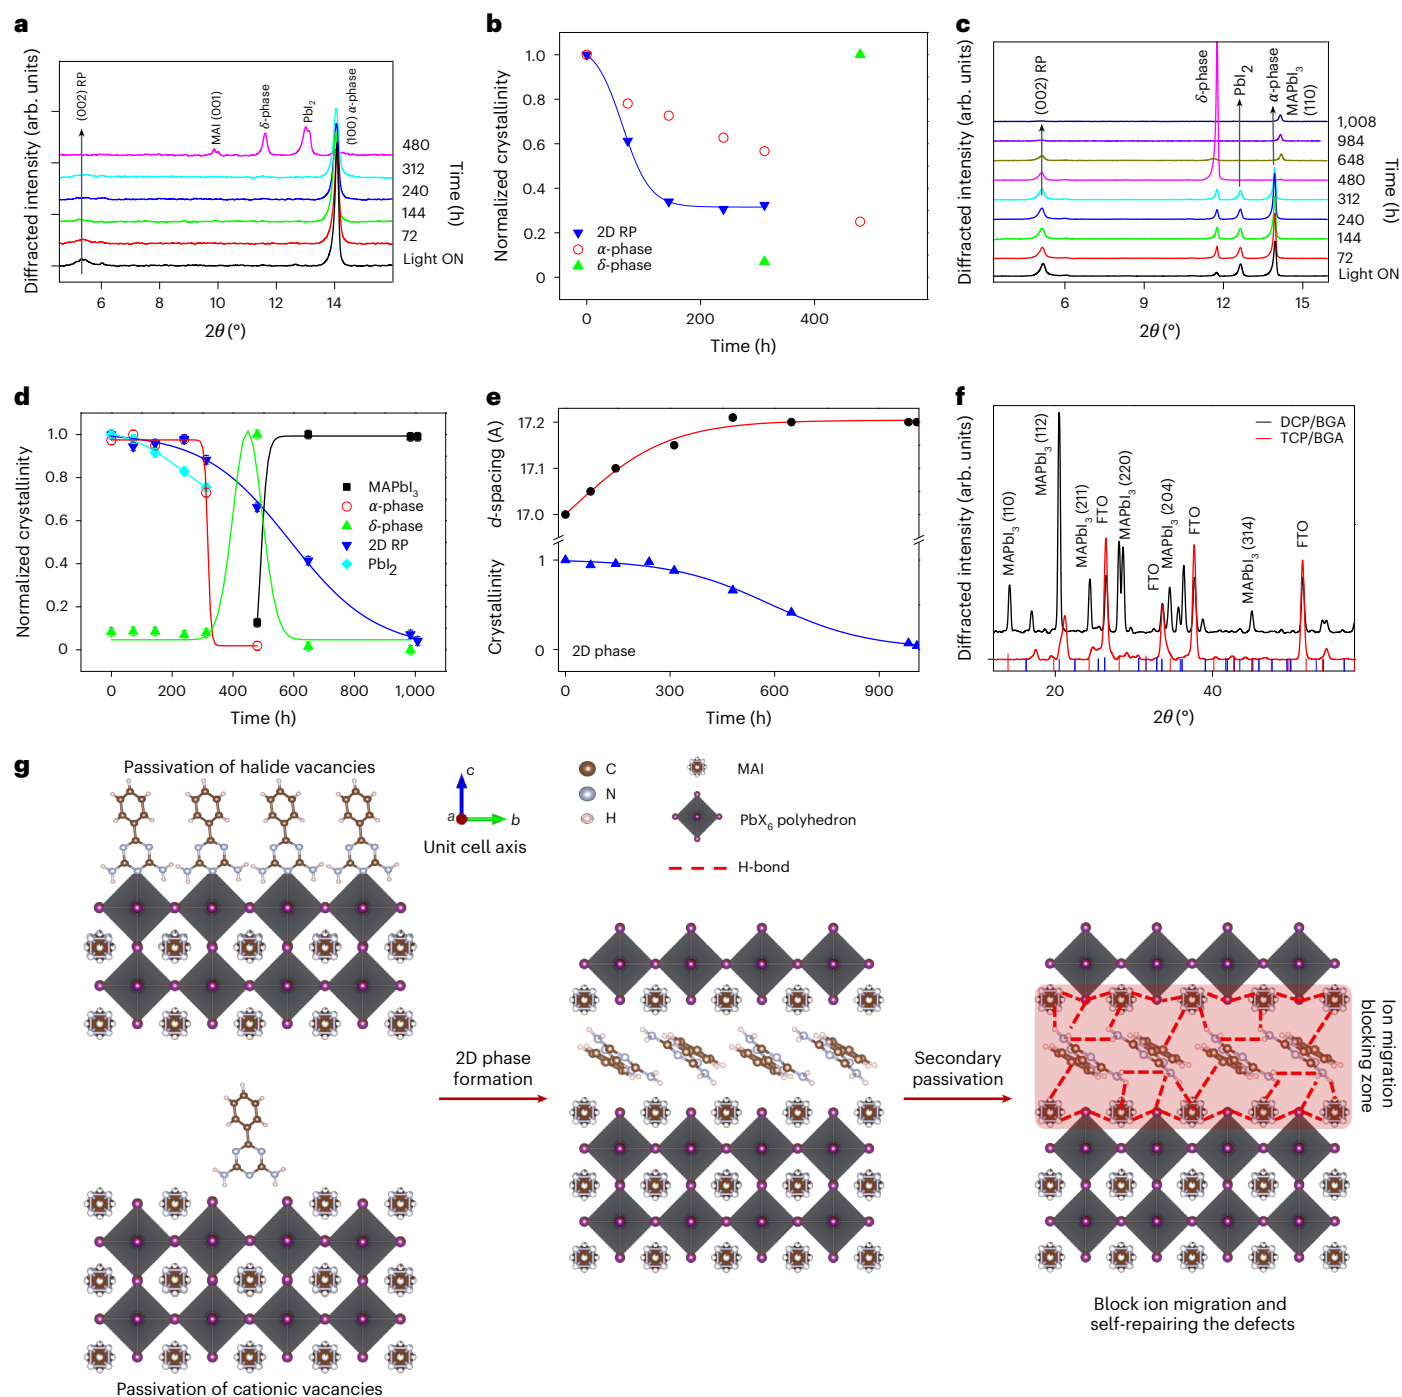 a
Diffracted intensity (arb. units)
(002) RP
MAI (001)
δ-phase
PbI2
(100) α-phase
480
312
240
144
72
Light ON
Time (h)
6 8 10 12 14
2θ (°)
b
Normalized crystallinity
1.0
0.8
0.6
0.4
0.2
0
2D RP
α-phase
δ-phase
0 200 400
Time (h)
c
Diffracted intensity (arb. units)
(002) RP
δ-phase
PbI2
α-phase
MAPbI3
(110)
1,008
984
648
480
312
240
144
72
Light ON
Time (h)
6 9 12 15
2θ (°)
d
Normalized crystallinity
1.0
0.8
0.6
0.4
0.2
0
MAPbI3
α-phase
δ-phase
2D RP
PbI2
0 200 400 600 800 1,000
Time (h)
e
d-spacing (A)
17.2
17.1
17.0
Crystallinity
1
0
2D phase
0 300 600 900
Time (h)
f
Diffracted intensity (arb. units)
DCP/BGA
TCP/BGA
MAPbI3 (110)
MAPbI3 (112)
MAPbI3 (211)
FTO
MAPbI3 (220)
FTO
MAPbI3 (204)
FTO
MAPbI3 (314)
FTO
20 40
2θ (°)
g
Passivation of halide vacancies
c
a
b
Unit cell axis
C
N
H
MAI
PbX6 polyhedron
H-bond
2D phase
formation
Secondary
passivation
Ion migration
blocking zone
Block ion migration and
self-repairing the defects
Passivation of cationic vacancies